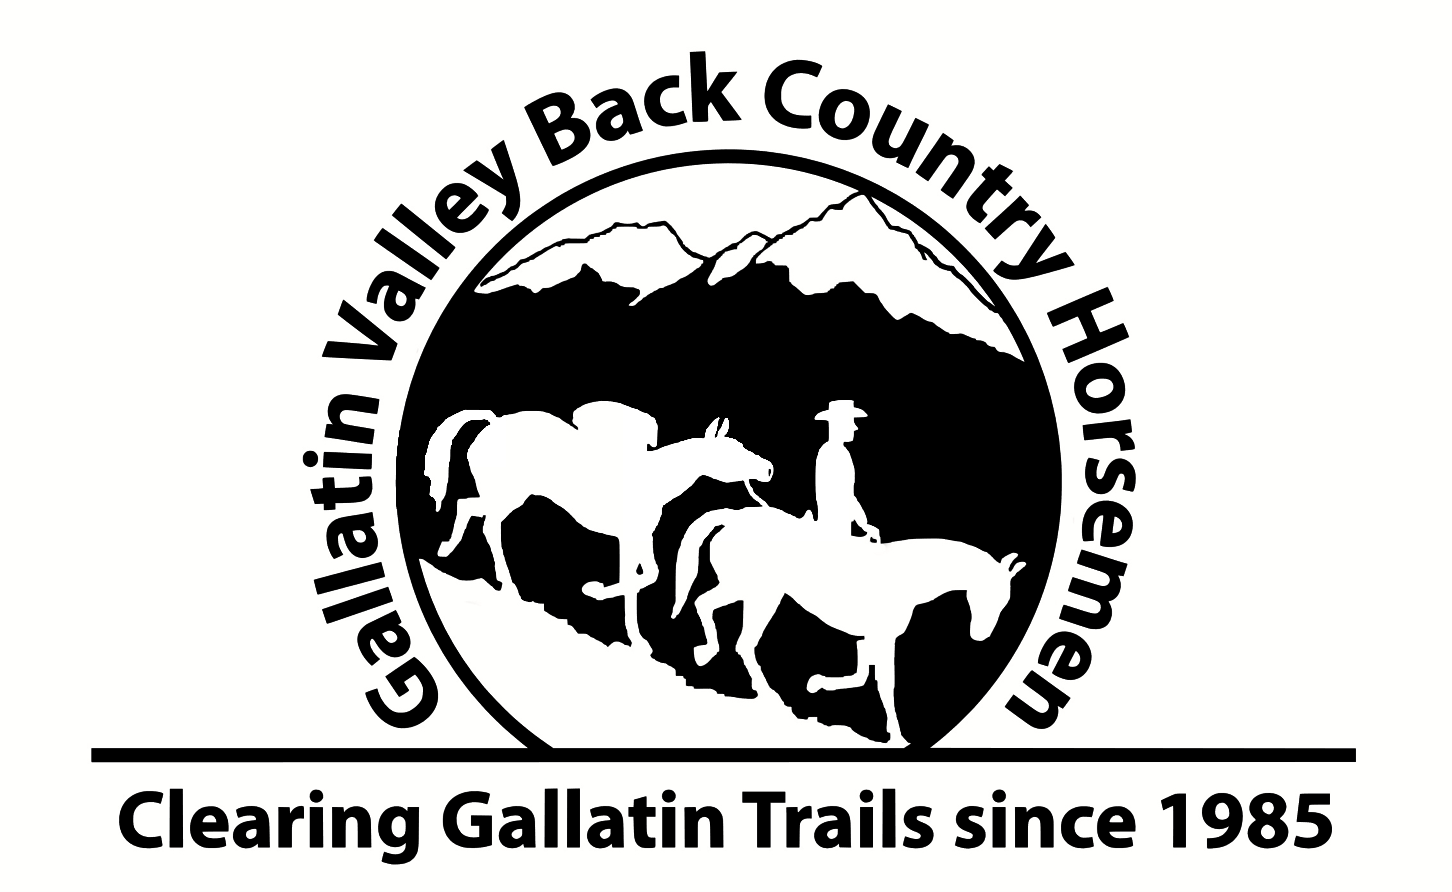 Gallatin Valley Back Country Horsemen
Clearing Gallatin Trails since 1985